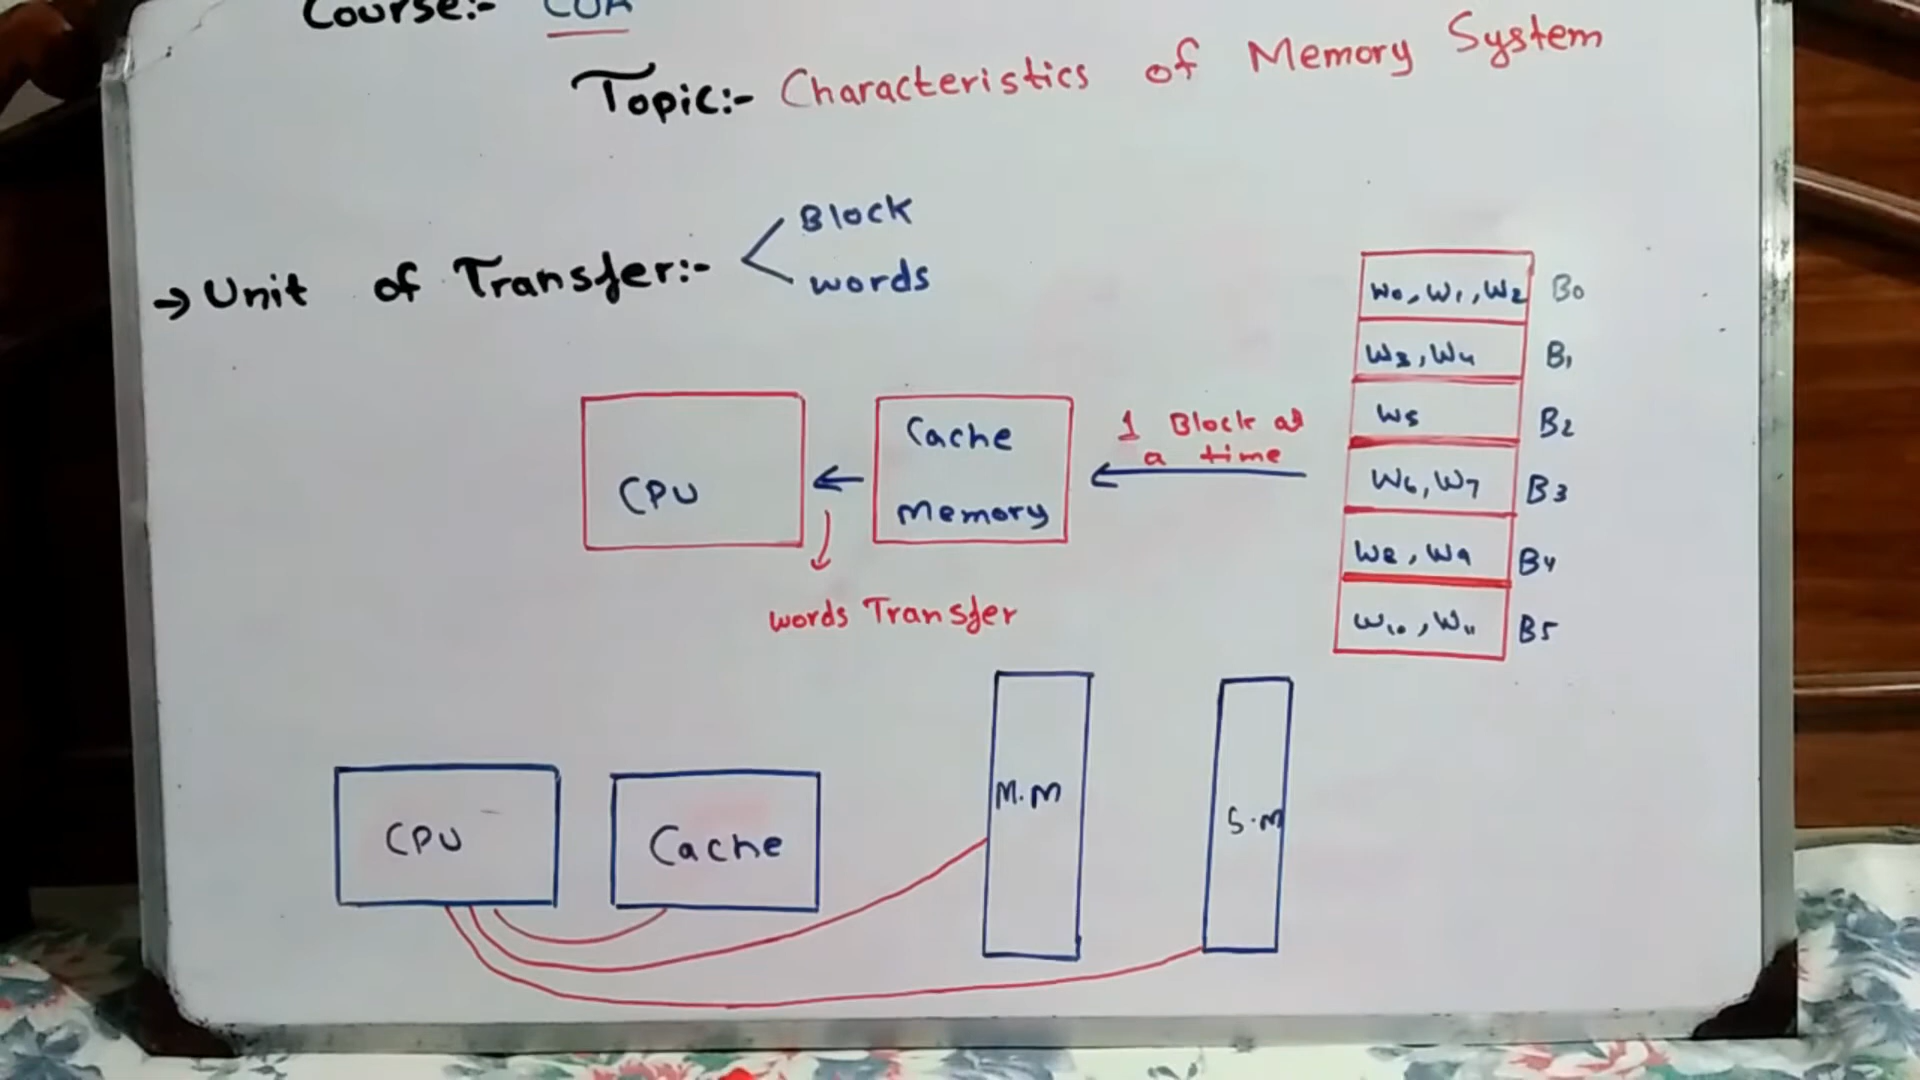 Course:- COA
Topic:- Characteristics of Memory System
Block
→ Unit of Transfer:-
words
W0, W1, W2 B0
W3, W4 B1
W5 B2
W6, W7 B3
W8, W9 B4
W10, W11 B5
1 Block at
a time
CPU
Cache
Memory
words Transfer
CPU
Cache
M.M
S.M